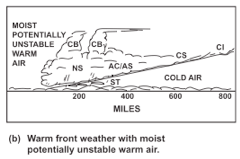 MOIST
POTENTIALLY
UNSTABLE
WARM
AIR
CB CB
CI
CS
NS AC/AS
ST COLD AIR
200 400 600 800
MILES
(b) Warm front weather with moist
potentially unstable warm air.